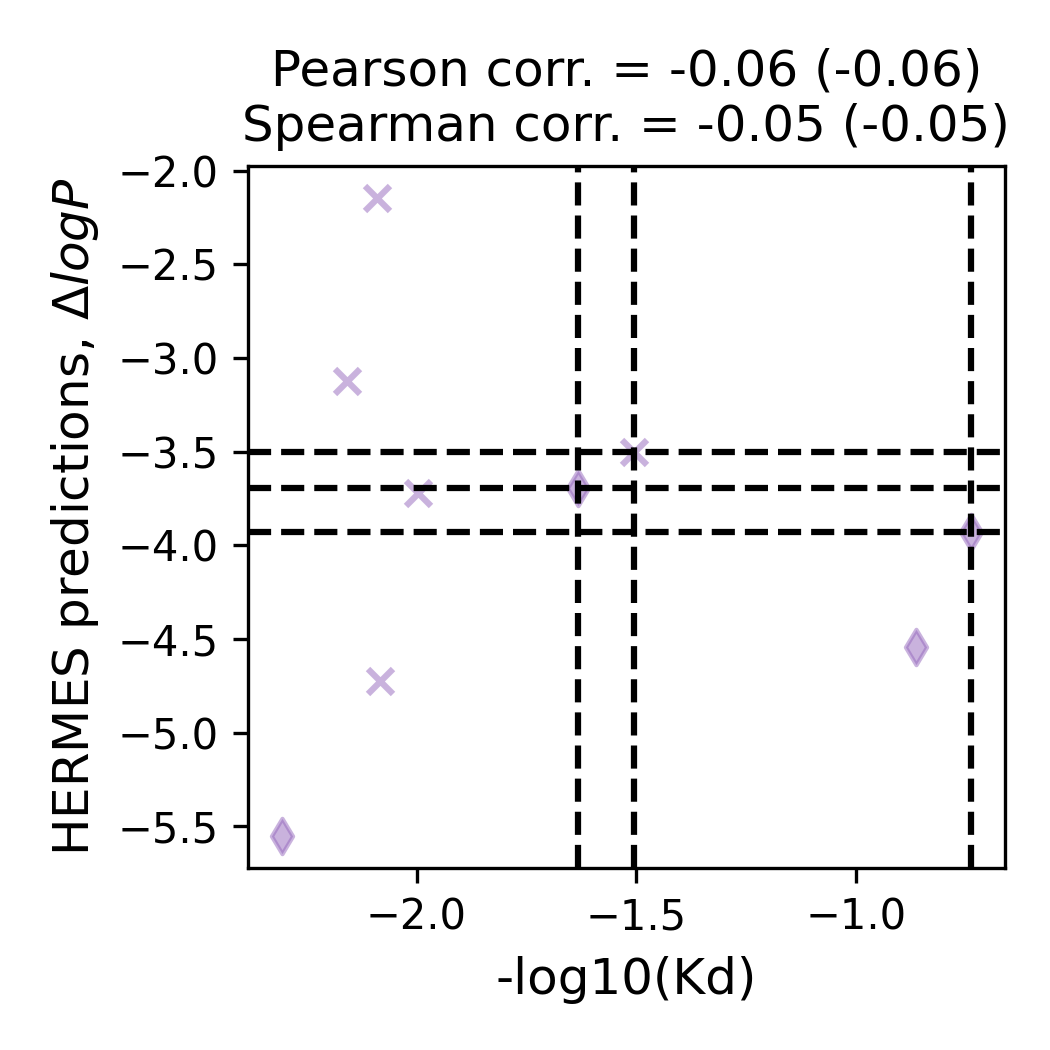 Pearson corr. = -0.06 (-0.06)
Spearman corr. = -0.05 (-0.05)
HERMES predictions, ΔlogP
−2.0
−2.5
−3.0
−3.5
−4.0
−4.5
−5.0
−5.5
−2.0 −1.5 −1.0
-log10(Kd)